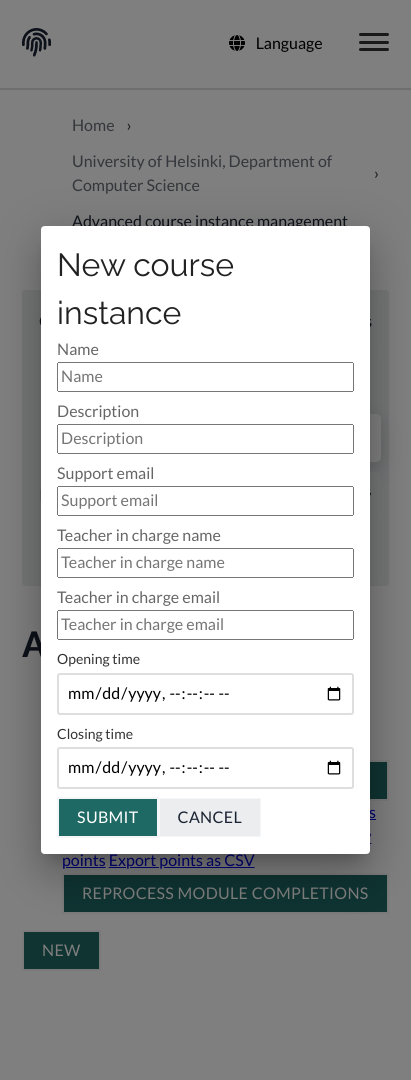 Language
Home ›
University of Helsinki, Department of
Computer Science ›
Advanced course instance management
New course
instance
Name
Name
Description
Description
Support email
Support email
Teacher in charge name
Teacher in charge name
Teacher in charge email
Teacher in charge email
Opening time
mm/dd/yyyy, --:--:-- --
Closing time
mm/dd/yyyy, --:--:-- --
SUBMIT CANCEL
points Export points as CSV
REPROCESS MODULE COMPLETIONS
NEW